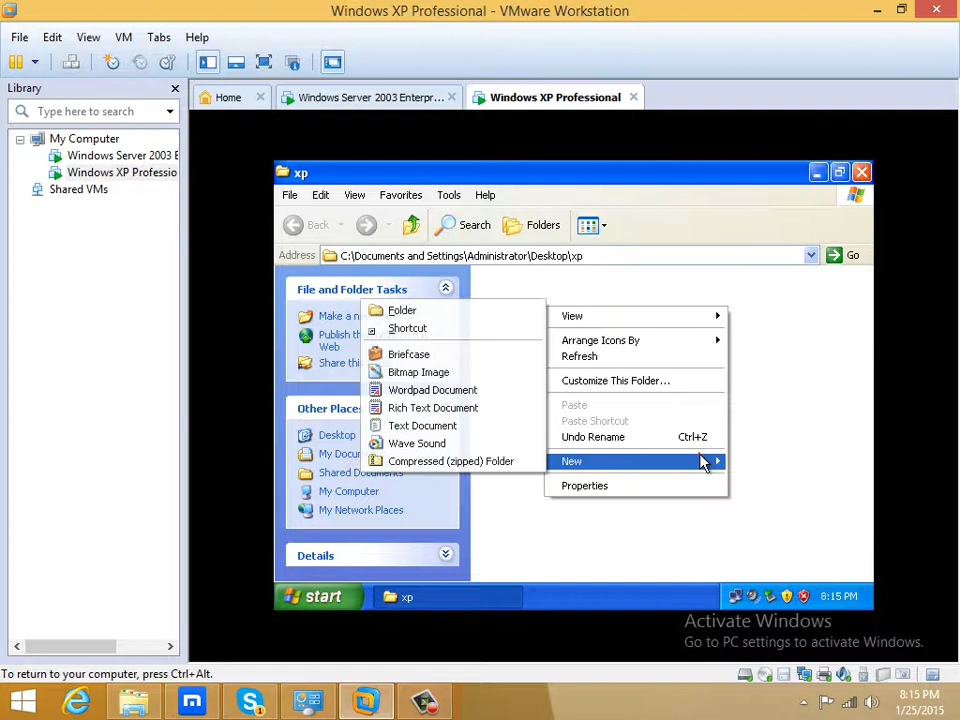 Windows XP Professional - VMware Workstation
File Edit View VM Tabs Help
Library
Type here to search
My Computer
Windows Server 2003 E
Windows XP Professio
Shared VMs
Home
Windows Server 2003 Enterpr...
Windows XP Professional
xp
File Edit View Favorites Tools Help
Back
Search
Folders
Address
C:\Documents and Settings\Administrator\Desktop\xp
Go
File and Folder Tasks
Make a n
Publish t
Web
Share thi
Other Place
Desktop
My Docum
Shared Documents
My Computer
My Network Places
Details
Folder
Shortcut
Briefcase
Bitmap Image
Wordpad Document
Rich Text Document
Text Document
Wave Sound
Compressed (zipped) Folder
View
Arrange Icons By
Refresh
Customize This Folder...
Paste
Paste Shortcut
Undo Rename Ctrl+Z
New
Properties
start
xp
8:15 PM
Activate Windows
Go to PC settings to activate Windows.
To return to your computer, press Ctrl+Alt.
8:15 PM
1/25/2015